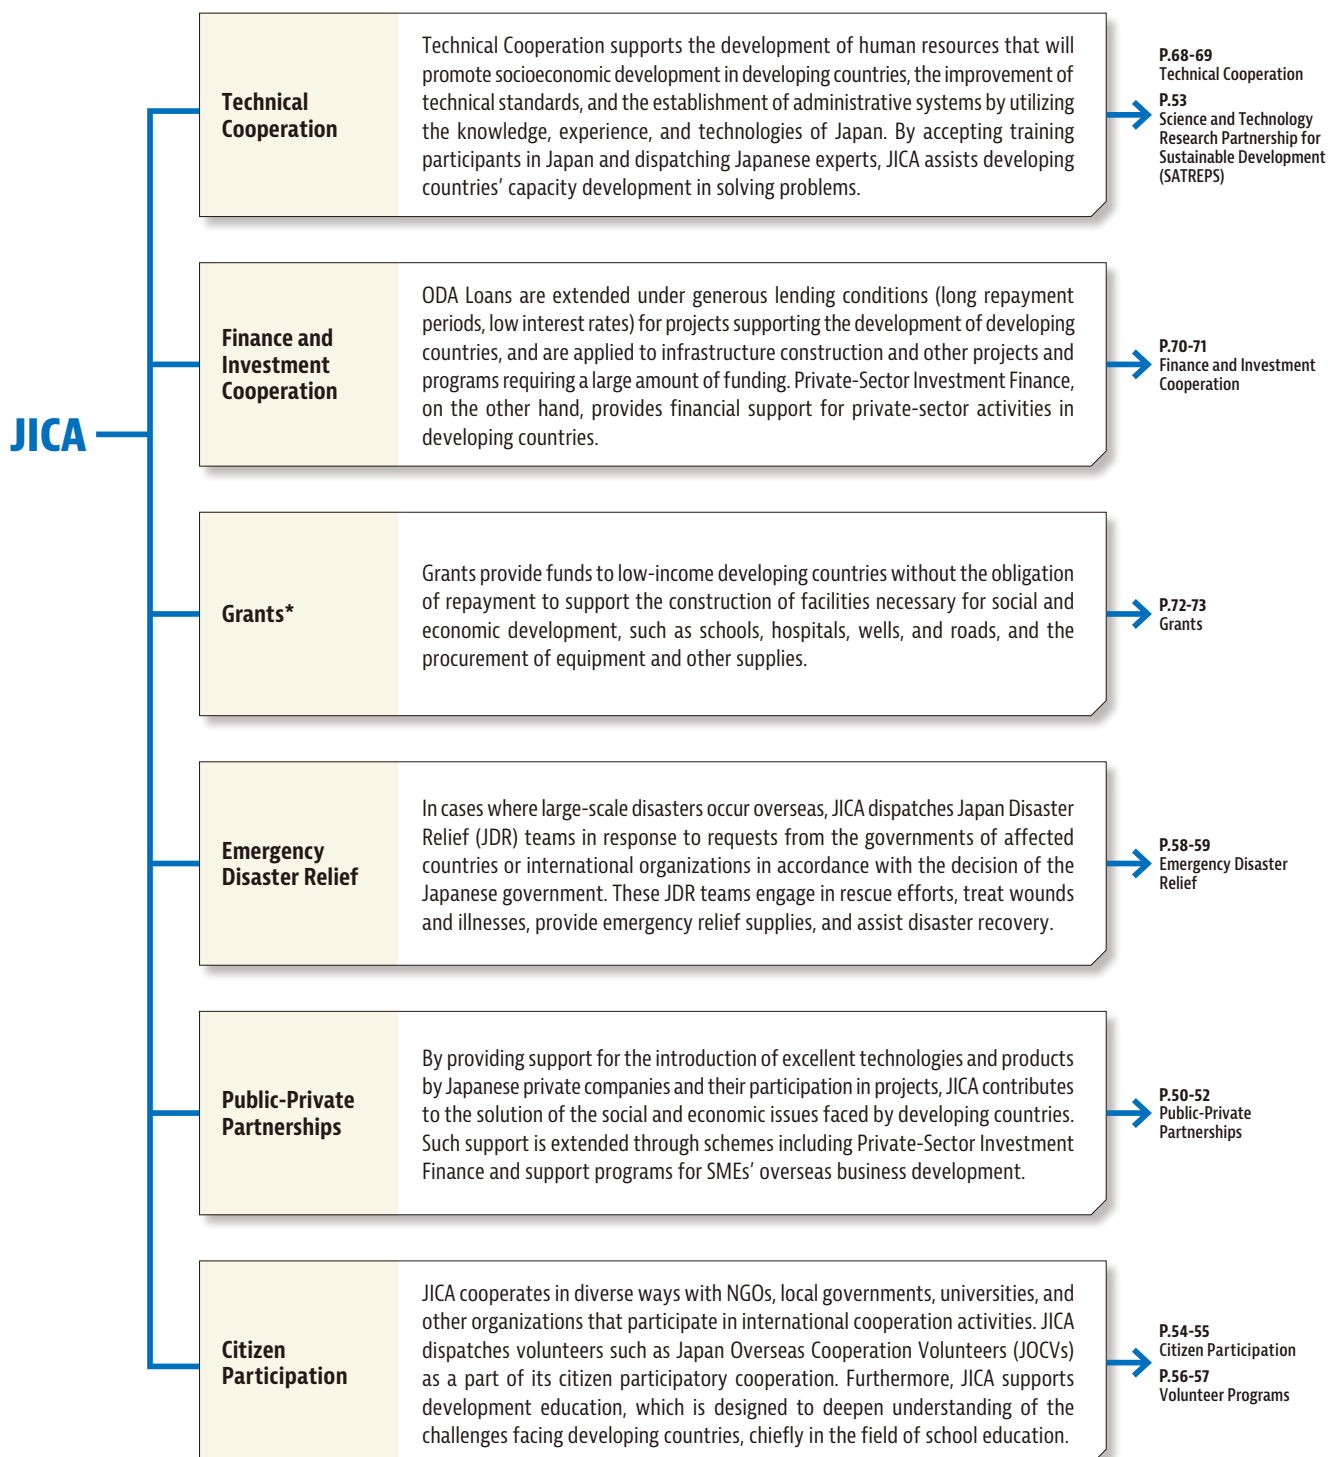 JICA
Technical
Cooperation
Technical Cooperation supports the development of human resources that will
promote socioeconomic development in developing countries, the improvement of
technical standards, and the establishment of administrative systems by utilizing
the knowledge, experience, and technologies of Japan. By accepting training
participants in Japan and dispatching Japanese experts, JICA assists developing
countries’ capacity development in solving problems.
P.68-69
Technical Cooperation
P.53
Science and Technology
Research Partnership for
Sustainable Development
(SATREPS)
Finance and
Investment
Cooperation
ODA Loans are extended under generous lending conditions (long repayment
periods, low interest rates) for projects supporting the development of developing
countries, and are applied to infrastructure construction and other projects and
programs requiring a large amount of funding. Private-Sector Investment Finance,
on the other hand, provides financial support for private-sector activities in
developing countries.
P.70-71
Finance and Investment
Cooperation
Grants*
Grants provide funds to low-income developing countries without the obligation
of repayment to support the construction of facilities necessary for social and
economic development, such as schools, hospitals, wells, and roads, and the
procurement of equipment and other supplies.
P.72-73
Grants
Emergency
Disaster Relief
In cases where large-scale disasters occur overseas, JICA dispatches Japan Disaster
Relief (JDR) teams in response to requests from the governments of affected
countries or international organizations in accordance with the decision of the
Japanese government. These JDR teams engage in rescue efforts, treat wounds
and illnesses, provide emergency relief supplies, and assist disaster recovery.
P.58-59
Emergency Disaster
Relief
Public-Private
Partnerships
By providing support for the introduction of excellent technologies and products
by Japanese private companies and their participation in projects, JICA contributes
to the solution of the social and economic issues faced by developing countries.
Such support is extended through schemes including Private-Sector Investment
Finance and support programs for SMEs’ overseas business development.
P.50-52
Public-Private
Partnerships
Citizen
Participation
JICA cooperates in diverse ways with NGOs, local governments, universities, and
other organizations that participate in international cooperation activities. JICA
dispatches volunteers such as Japan Overseas Cooperation Volunteers (JOCVs)
as a part of its citizen participatory cooperation. Furthermore, JICA supports
development education, which is designed to deepen understanding of the
challenges facing developing countries, chiefly in the field of school education.
P.54-55
Citizen Participation
P.56-57
Volunteer Programs